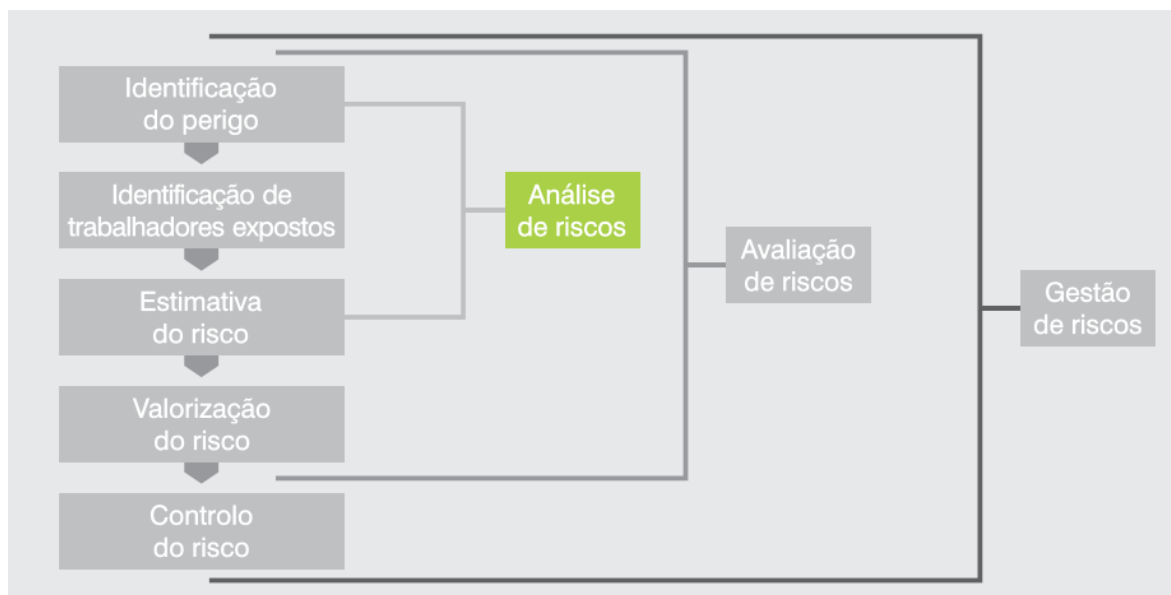 Identificação
do perigo
Identificação de
trabalhadores expostos
Estimativa
do risco
Valorização
do risco
Controlo
do risco
Análise
de riscos
Avaliação
de riscos
Gestão
de riscos